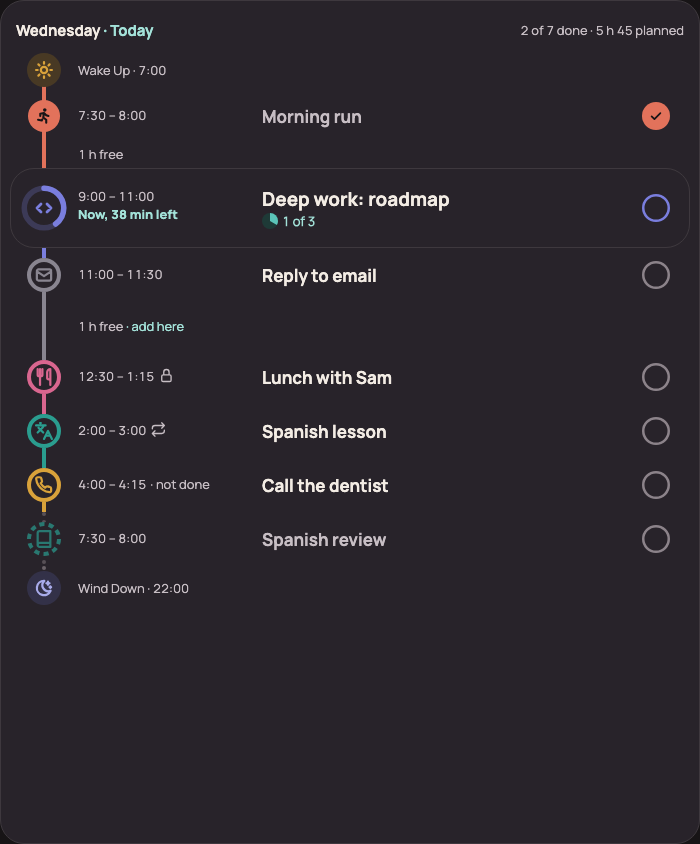 Wednesday · Today
2 of 7 done · 5 h 45 planned
Wake Up · 7:00
7:30 – 8:00
Morning run
1 h free
9:00 – 11:00
Deep work: roadmap
Now, 38 min left
1 of 3
11:00 – 11:30
Reply to email
1 h free · add here
12:30 – 1:15
Lunch with Sam
2:00 – 3:00
Spanish lesson
4:00 – 4:15 · not done
Call the dentist
7:30 – 8:00
Spanish review
Wind Down · 22:00